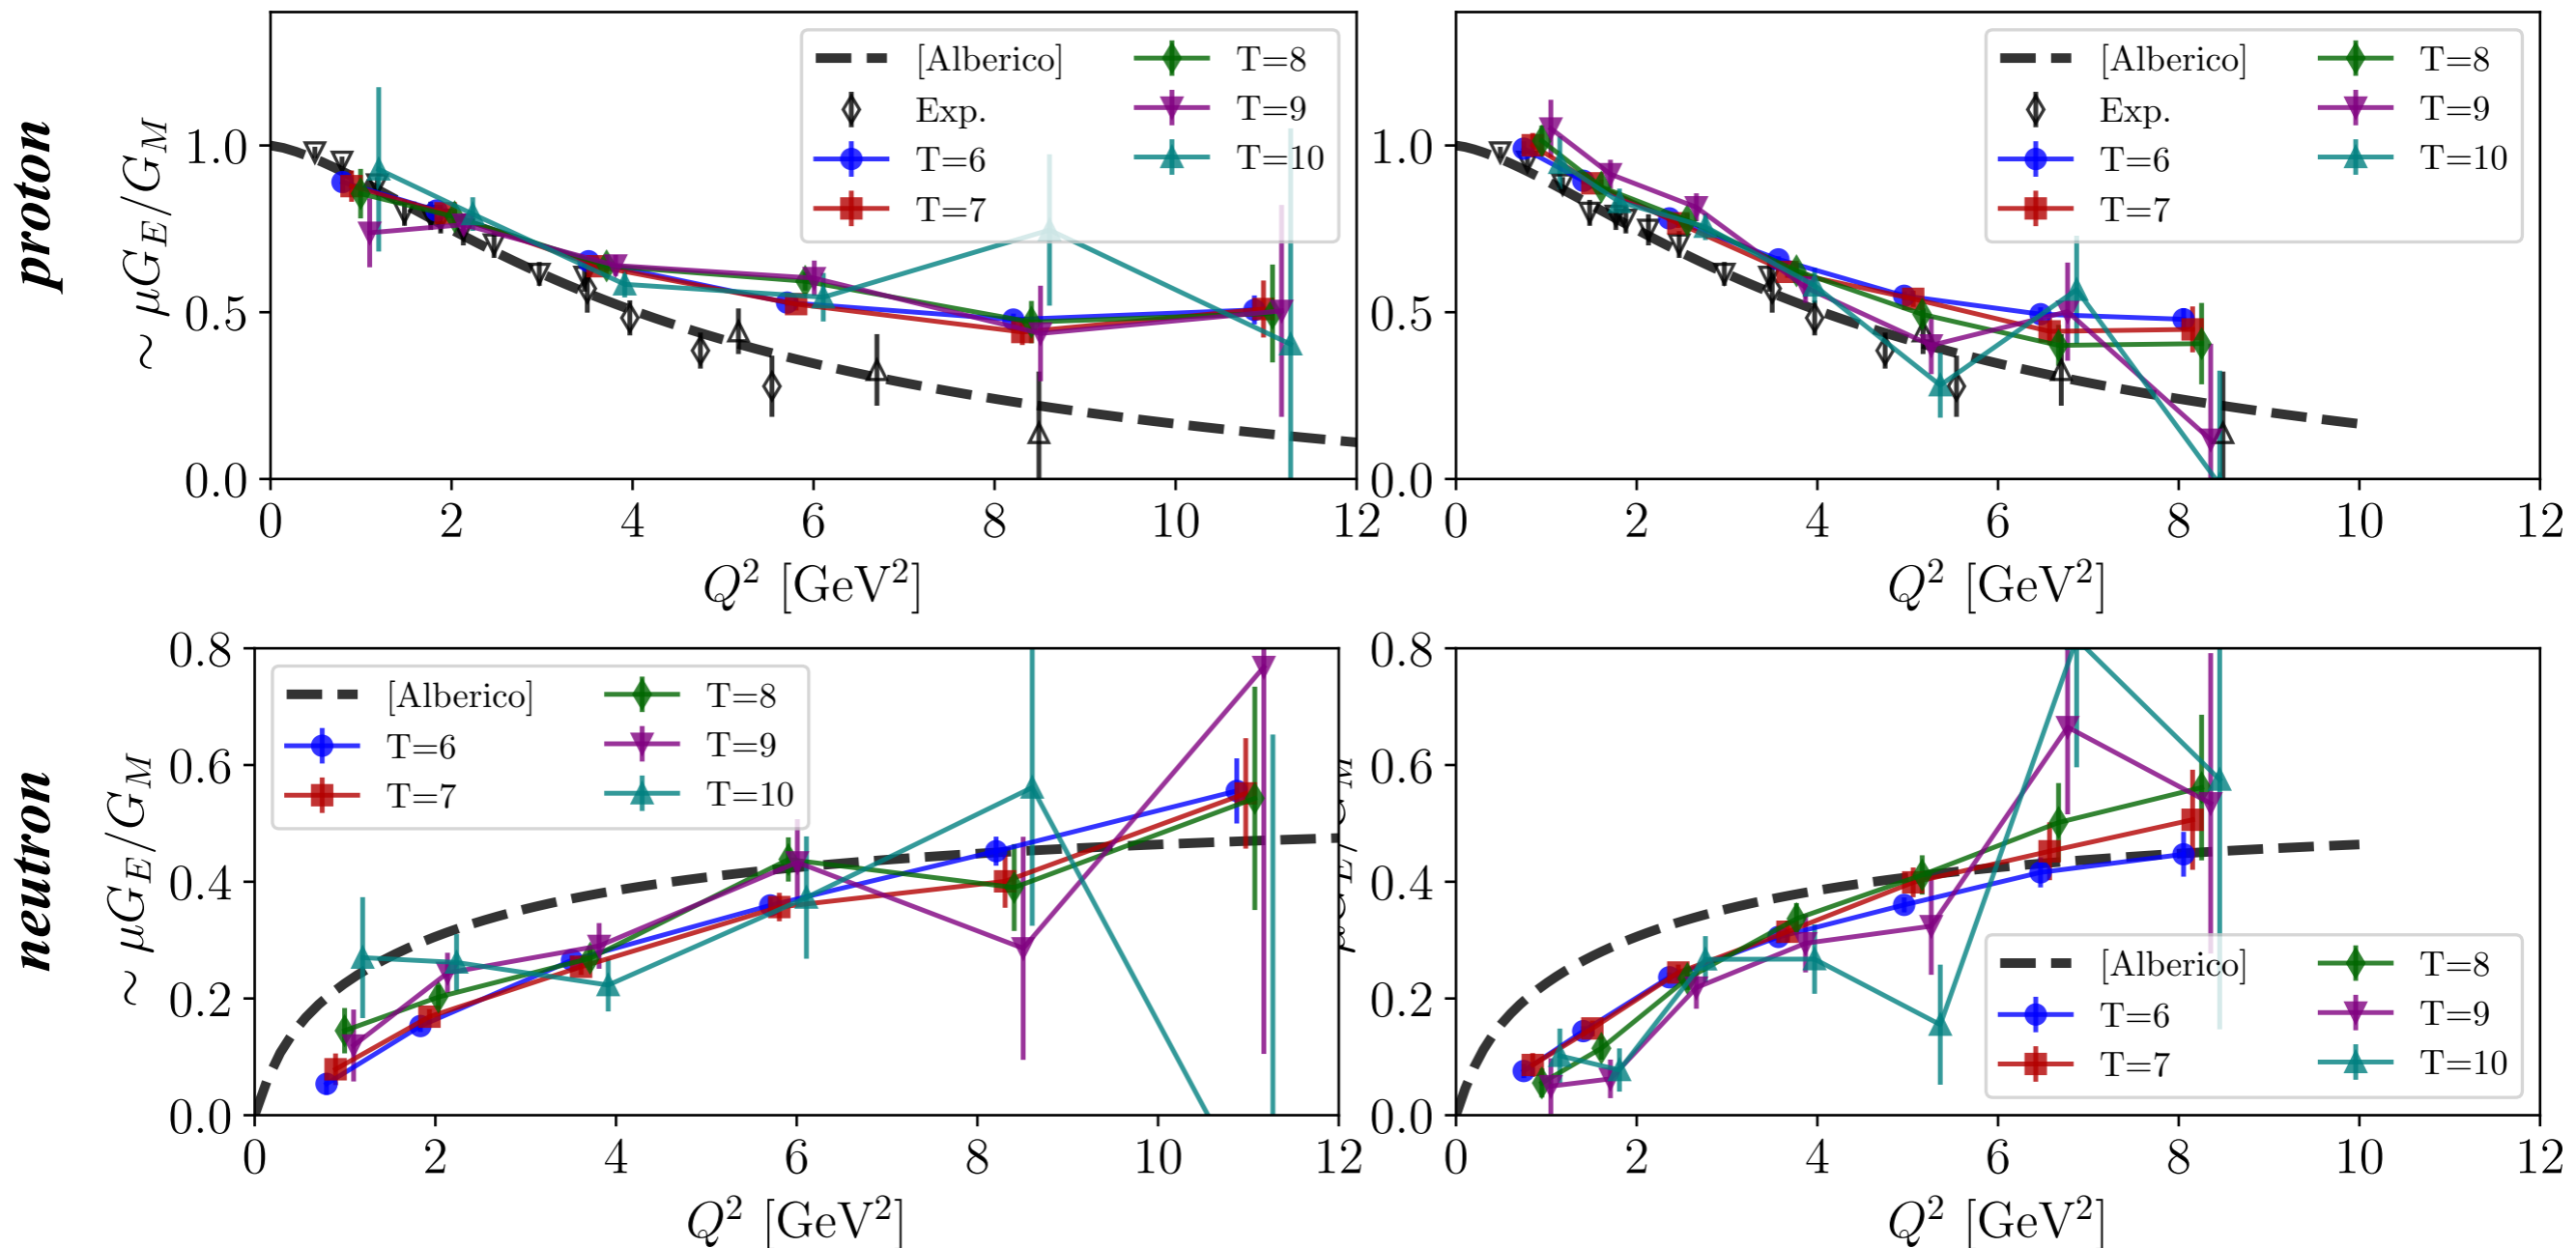 proton
∼ μG_E/G_M
1.0
0.5
0.0
[Alberico]
Exp.
T=6
T=7
T=8
T=9
T=10
0 2 4 6 8 10 12
Q² [GeV²]
1.0
0.5
0.0
[Alberico]
Exp.
T=6
T=7
T=8
T=9
T=10
0 2 4 6 8 10 12
Q² [GeV²]
neutron
∼ μG_E/G_M
0.8
0.6
0.4
0.2
0.0
[Alberico]
T=6
T=7
T=8
T=9
T=10
0 2 4 6 8 10 12
Q² [GeV²]
μG_E/G_M
0.8
0.6
0.4
0.2
0.0
[Alberico]
T=6
T=7
T=8
T=9
T=10
0 2 4 6 8 10 12
Q² [GeV²]